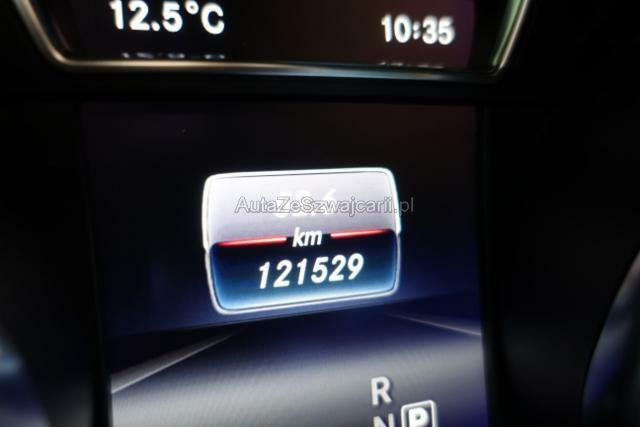 12.5°C 10:35
AutaZeSzwajcarii.pl
km
121529
R
N P